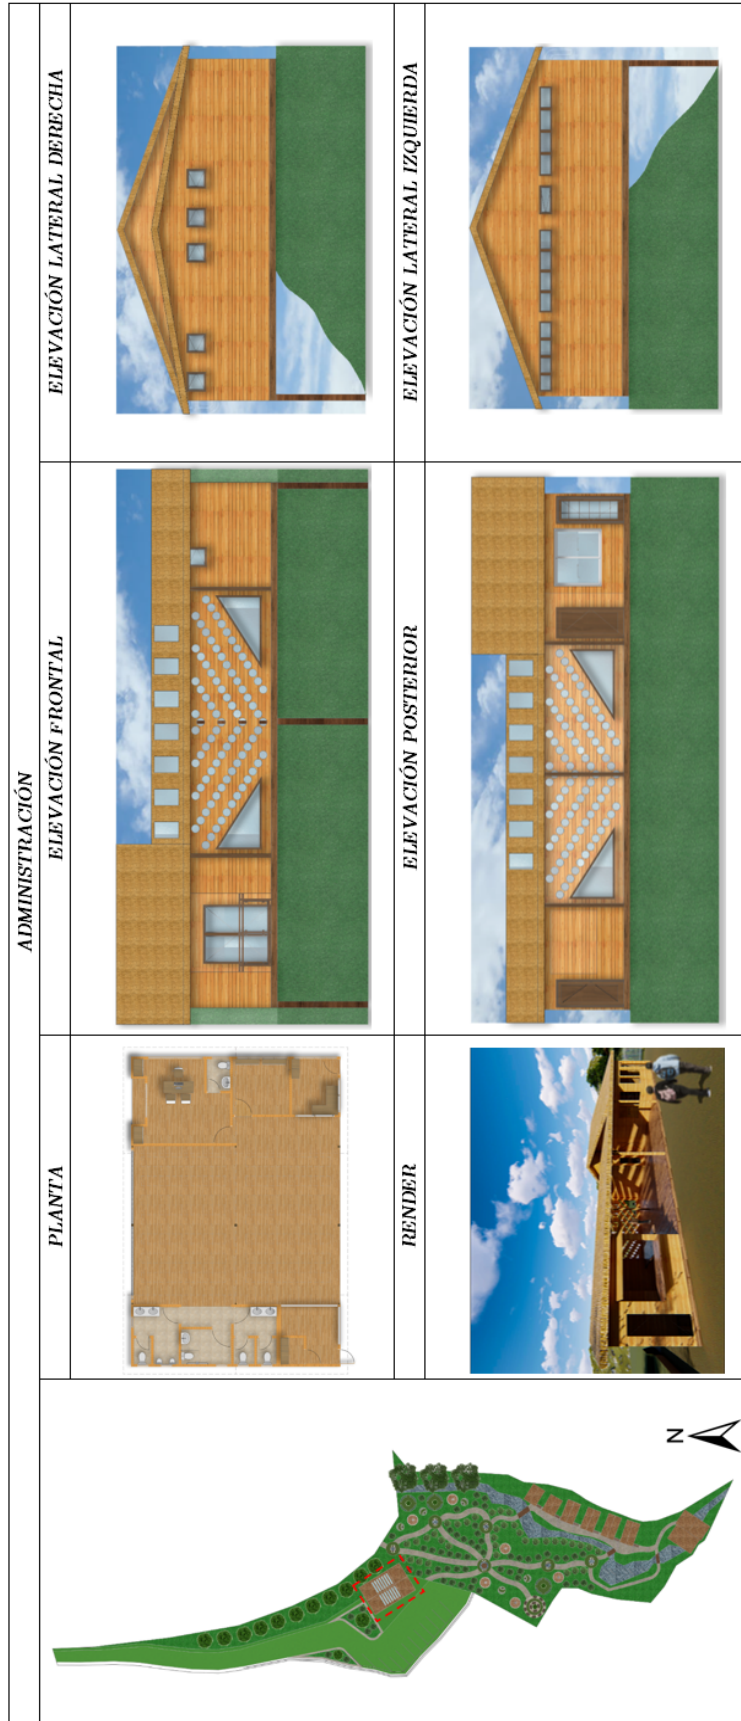 ADMINISTRACIÓN
PLANTA
ELEVACIÓN FRONTAL
ELEVACIÓN LATERAL DERECHA
RENDER
ELEVACIÓN POSTERIOR
ELEVACIÓN LATERAL IZQUIERDA
N